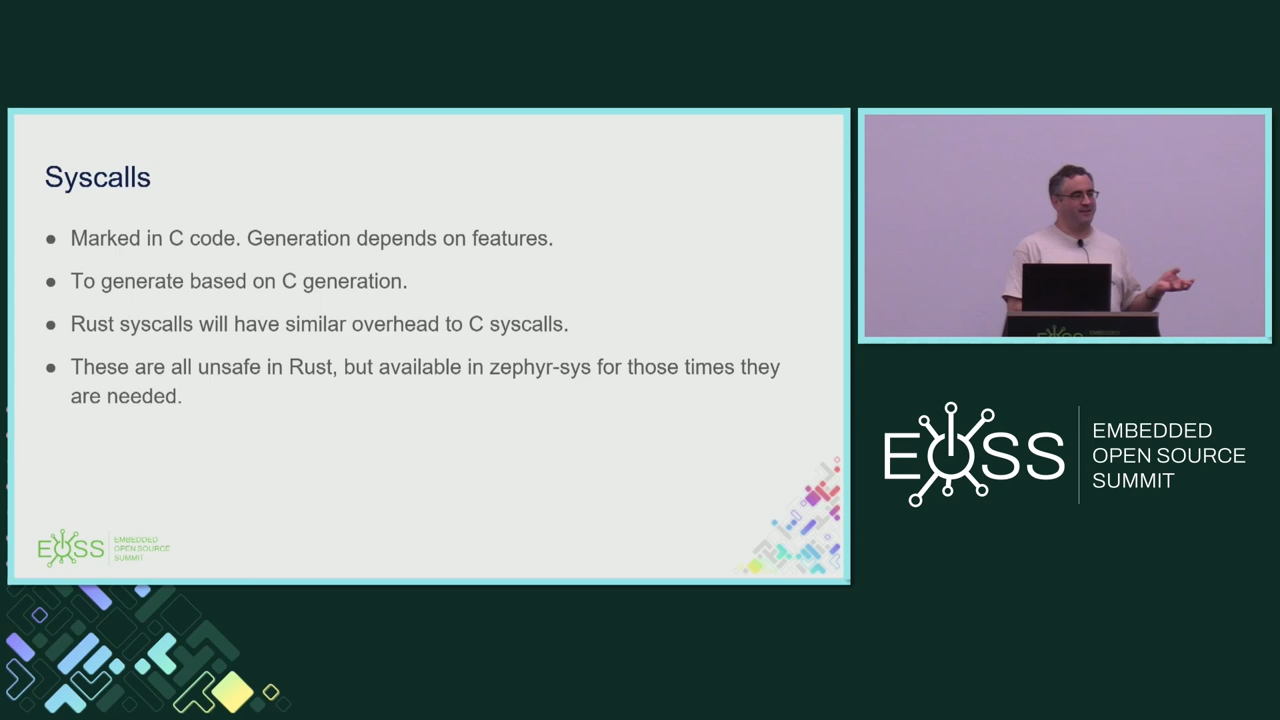 Syscalls
● Marked in C code. Generation depends on features.
● To generate based on C generation.
● Rust syscalls will have similar overhead to C syscalls.
● These are all unsafe in Rust, but available in zephyr-sys for those times they
are needed.
EOSS
EMBEDDED
OPEN SOURCE
SUMMIT
EOSS
EMBEDDED
OPEN SOURCE
SUMMIT